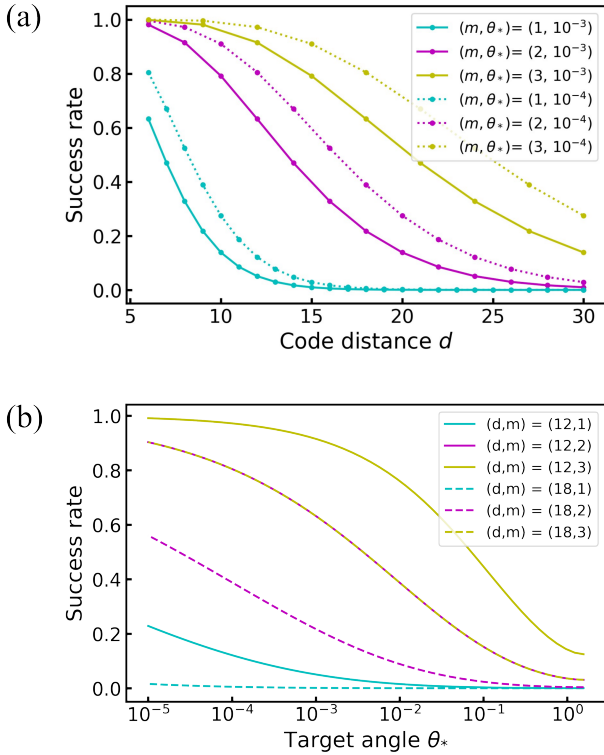 (a)
1.0
0.8
0.6
0.4
0.2
0.0
Success rate
(m, θ*)= (1, 10⁻³)
(m, θ*)= (2, 10⁻³)
(m, θ*)= (3, 10⁻³)
(m, θ*)= (1, 10⁻⁴)
(m, θ*)= (2, 10⁻⁴)
(m, θ*)= (3, 10⁻⁴)
5 10 15 20 25 30
Code distance d
(b)
1.0
0.8
0.6
0.4
0.2
0.0
Success rate
(d,m) = (12,1)
(d,m) = (12,2)
(d,m) = (12,3)
(d,m) = (18,1)
(d,m) = (18,2)
(d,m) = (18,3)
10⁻⁵ 10⁻⁴ 10⁻³ 10⁻² 10⁻¹ 10⁰
Target angle θ*